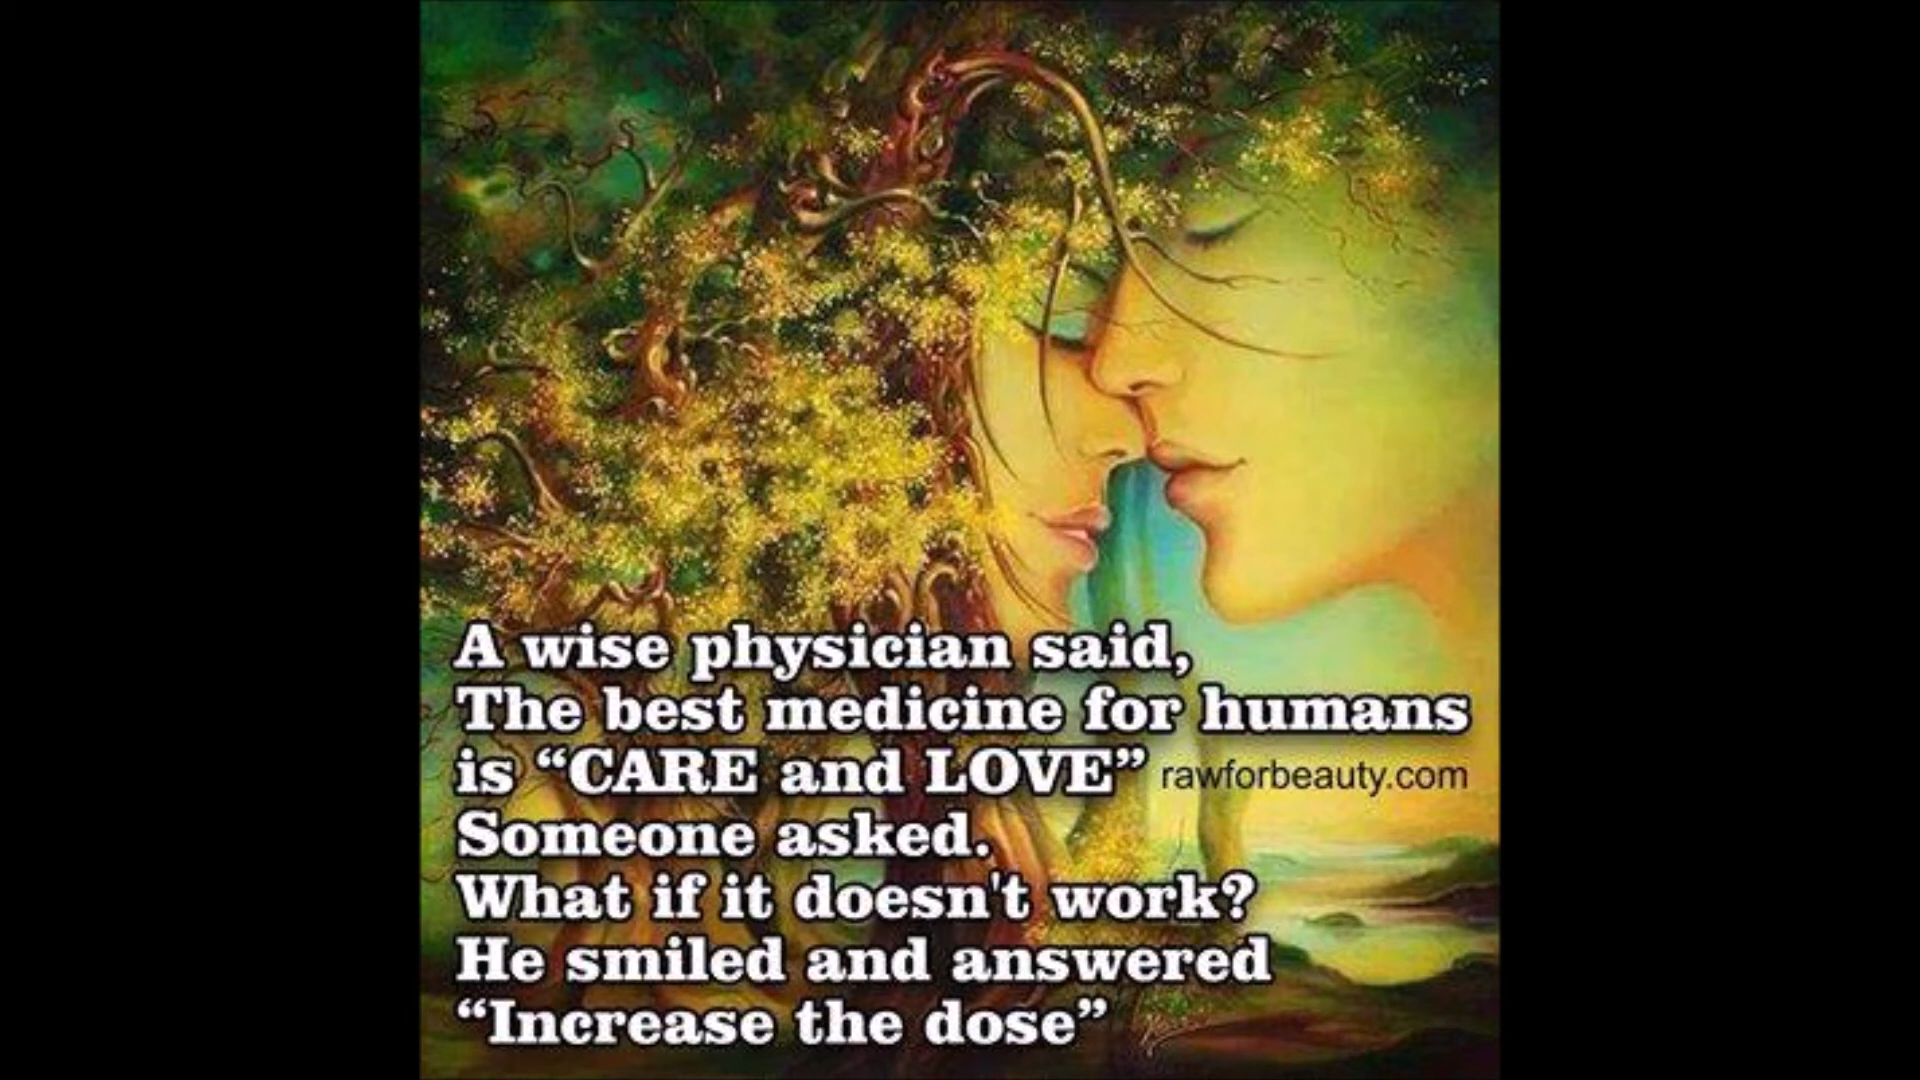 A wise physician said,
The best medicine for humans
is “CARE and LOVE” rawforbeauty.com
Someone asked.
What if it doesn't work?
He smiled and answered
“Increase the dose”